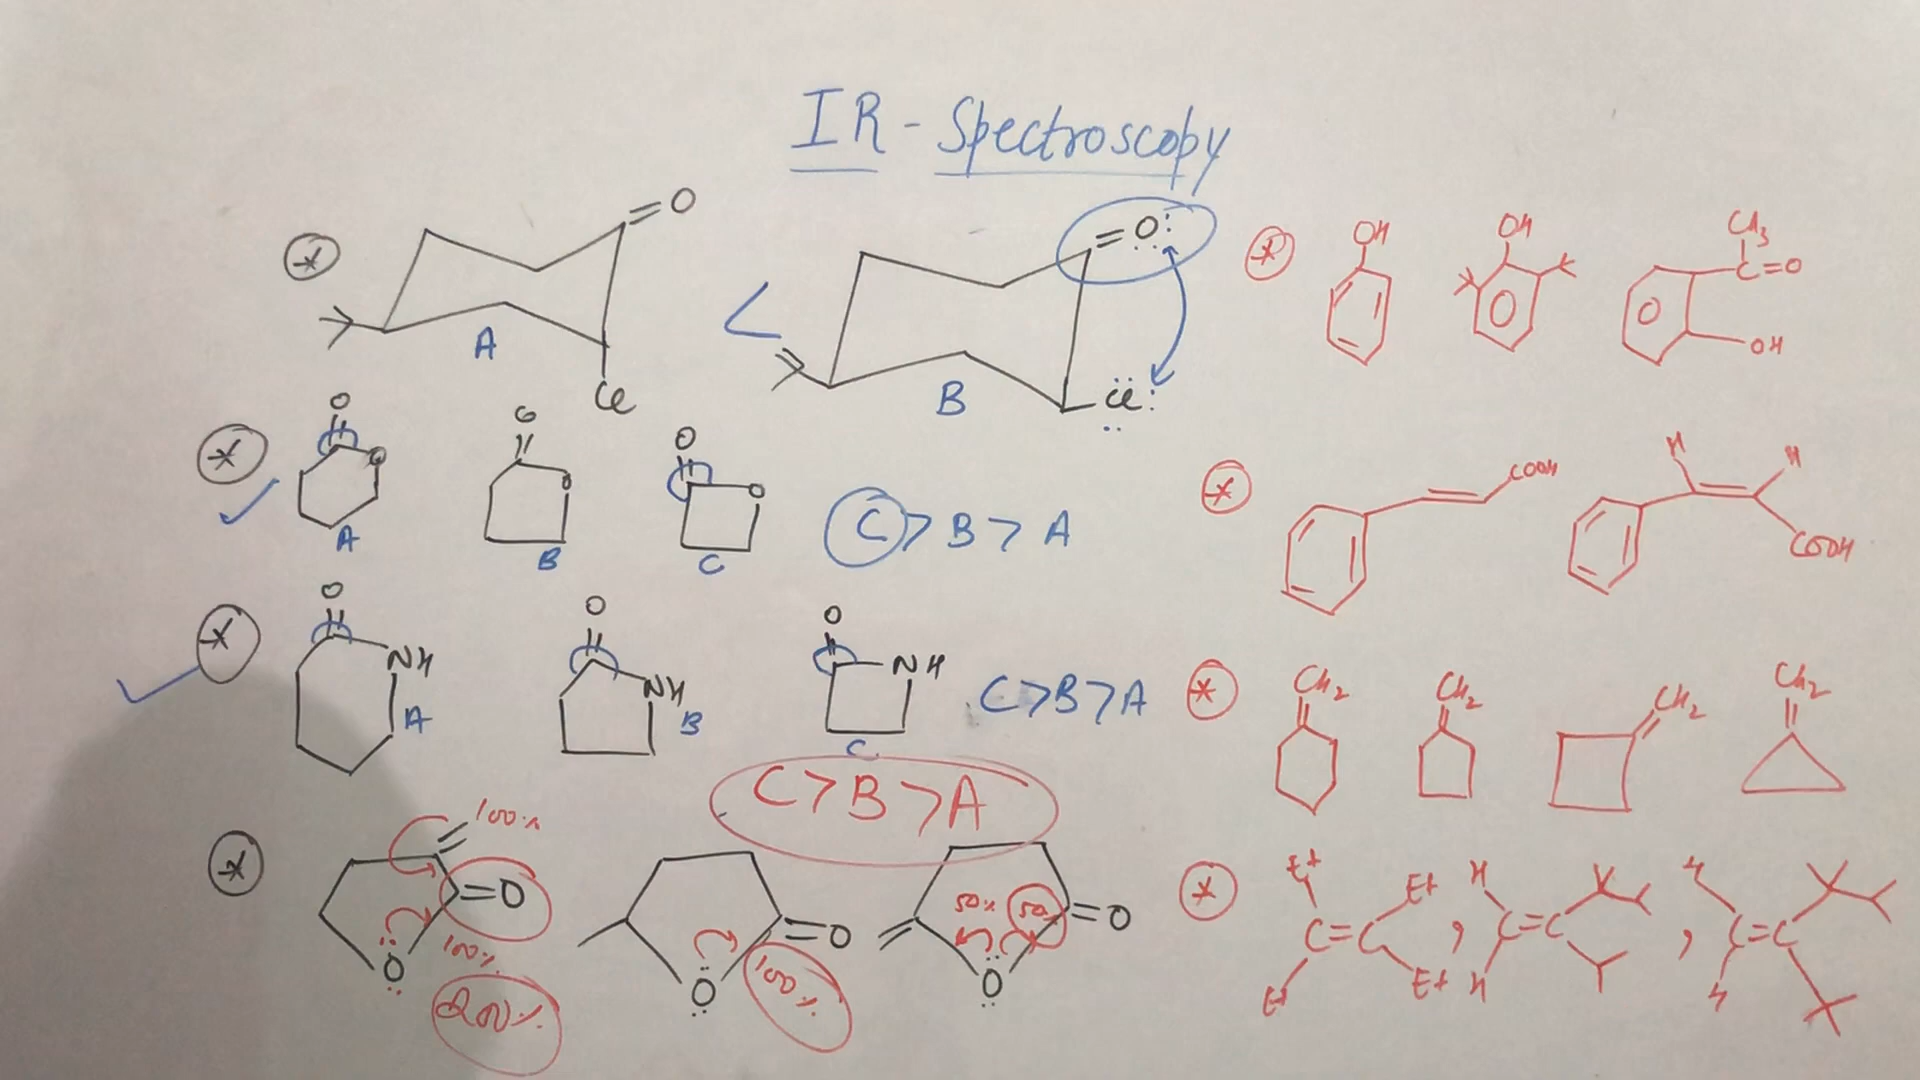 IR - Spectroscopy
O
A
Cl
<
O
B
Cl
O
O
A
O
O
B
O
O
C
C > B > A
O
NH
A
O
NH
B
O
NH
C
C > B > A
C > B > A
100%
O
100%
O
200%
O
O
100%
50%
50
O
O
OH
OH
CH3
C=O
OH
COOH
H
H
COOH
CH2
CH2
CH2
CH2
Et
Et
C=C
Et
Et
,
H
C=C
H
,
H
C=C
H